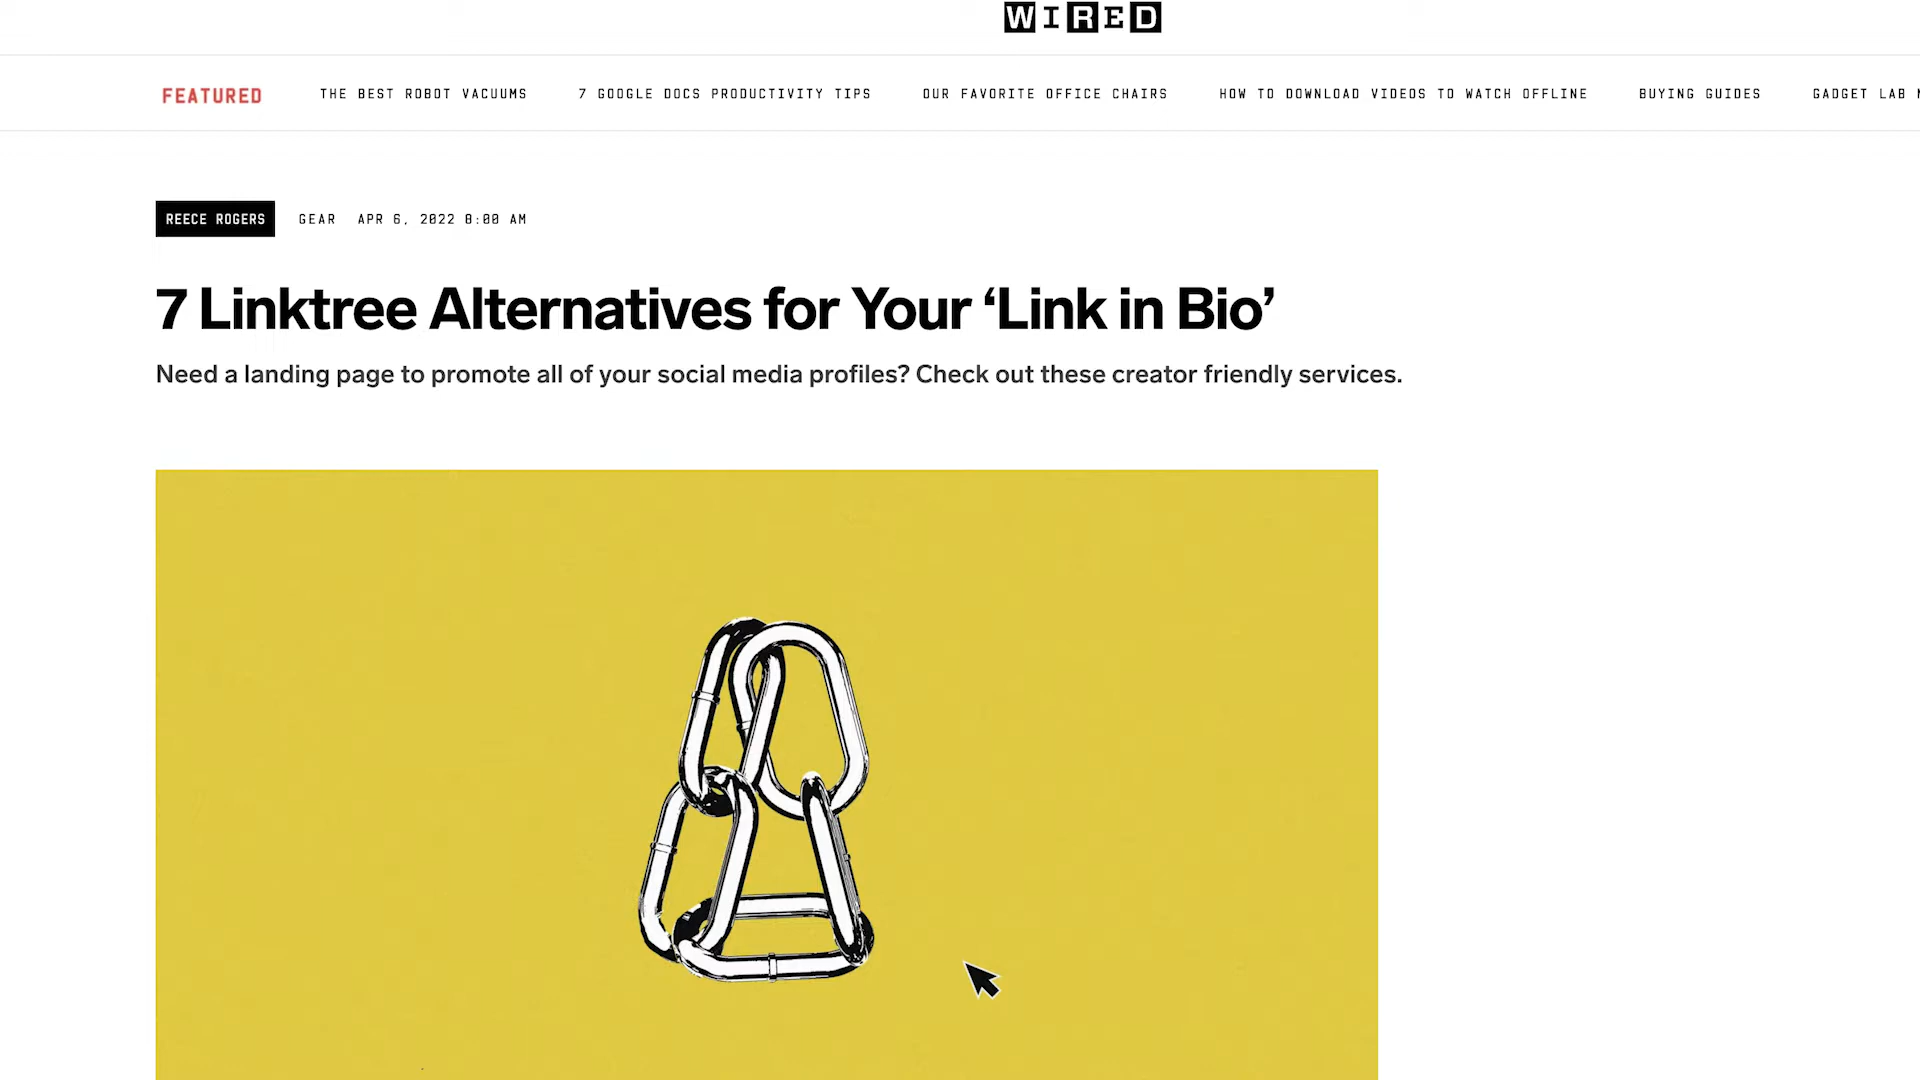 WIRED
FEATURED THE BEST ROBOT VACUUMS 7 GOOGLE DOCS PRODUCTIVITY TIPS OUR FAVORITE OFFICE CHAIRS HOW TO DOWNLOAD VIDEOS TO WATCH OFFLINE BUYING GUIDES GADGET LAB
REECE ROGERS GEAR APR 6, 2022 8:00 AM
7 Linktree Alternatives for Your ‘Link in Bio’
Need a landing page to promote all of your social media profiles? Check out these creator friendly services.